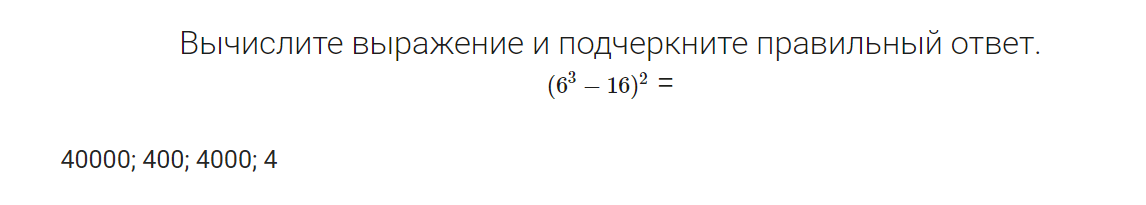 Вычислите выражение и подчеркните правильный ответ.
(6³ – 16)² =
40000; 400; 4000; 4